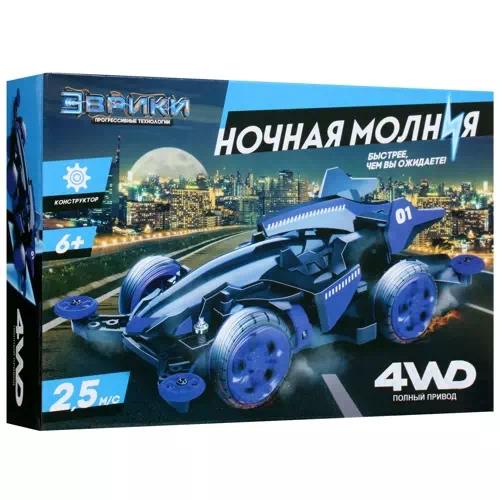 ЭВРИКИ
ПРОГРЕССИВНЫЕ ТЕХНОЛОГИИ
НОЧНАЯ МОЛНИЯ
БЫСТРЕЕ,
ЧЕМ ВЫ ОЖИДАЕТЕ!
КОНСТРУКТОР
6+
01
2,5 М/С
4WD
ПОЛНЫЙ ПРИВОД
4WD